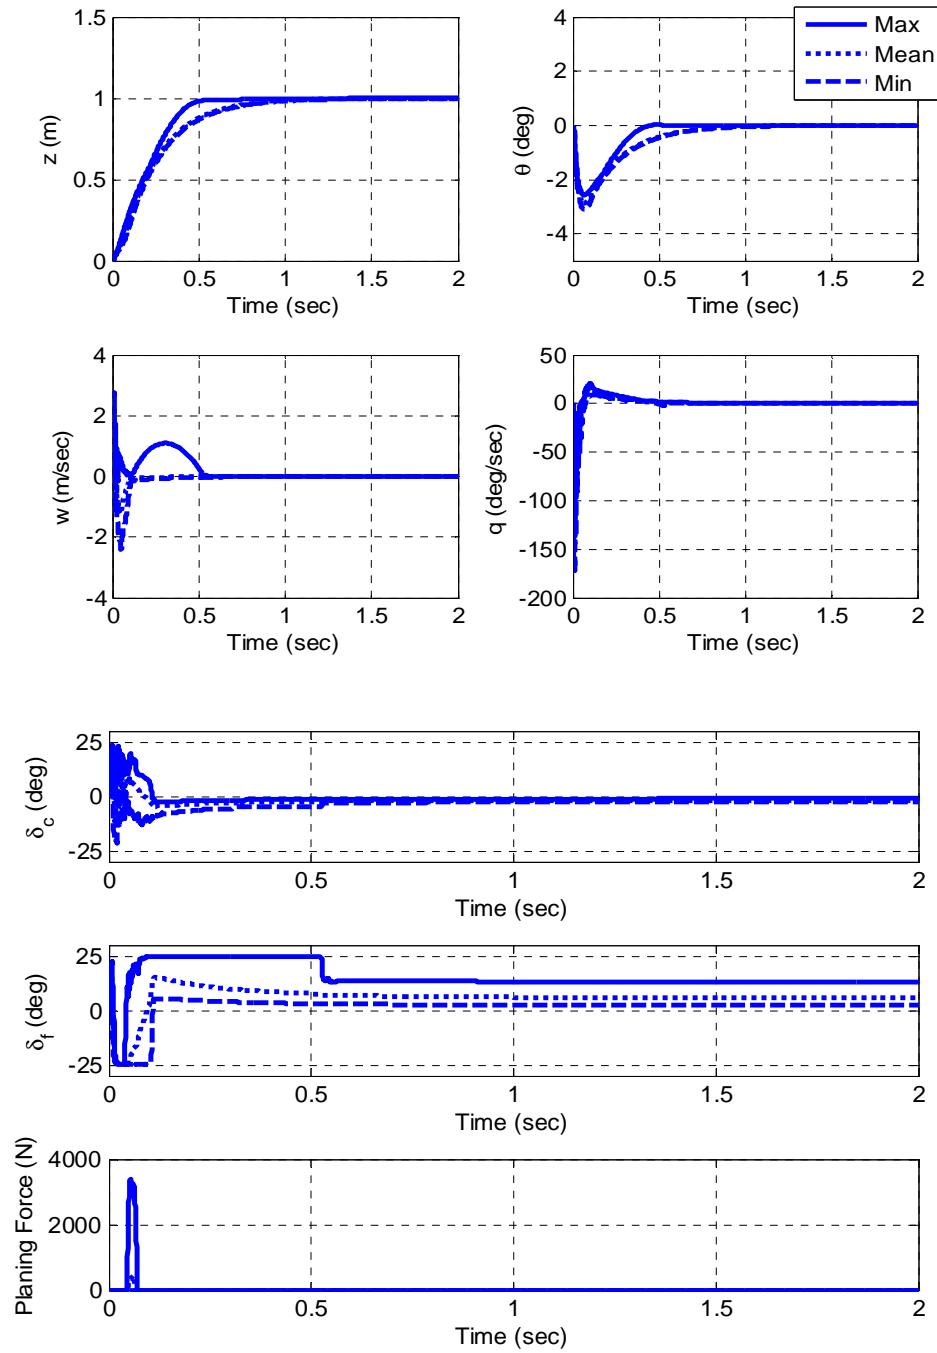 1.5
1
0.5
0
z (m)
0 0.5 1 1.5 2
Time (sec)
4
2
0
-2
-4
θ (deg)
0 0.5 1 1.5 2
Time (sec)
Max
Mean
Min
4
2
0
-2
-4
w (m/sec)
0 0.5 1 1.5 2
Time (sec)
50
0
-50
-100
-150
-200
q (deg/sec)
0 0.5 1 1.5 2
Time (sec)
25
0
-25
δc (deg)
0 0.5 1 1.5 2
Time (sec)
25
0
-25
δf (deg)
0 0.5 1 1.5 2
Time (sec)
4000
2000
0
Planing Force (N)
0 0.5 1 1.5 2
Time (sec)